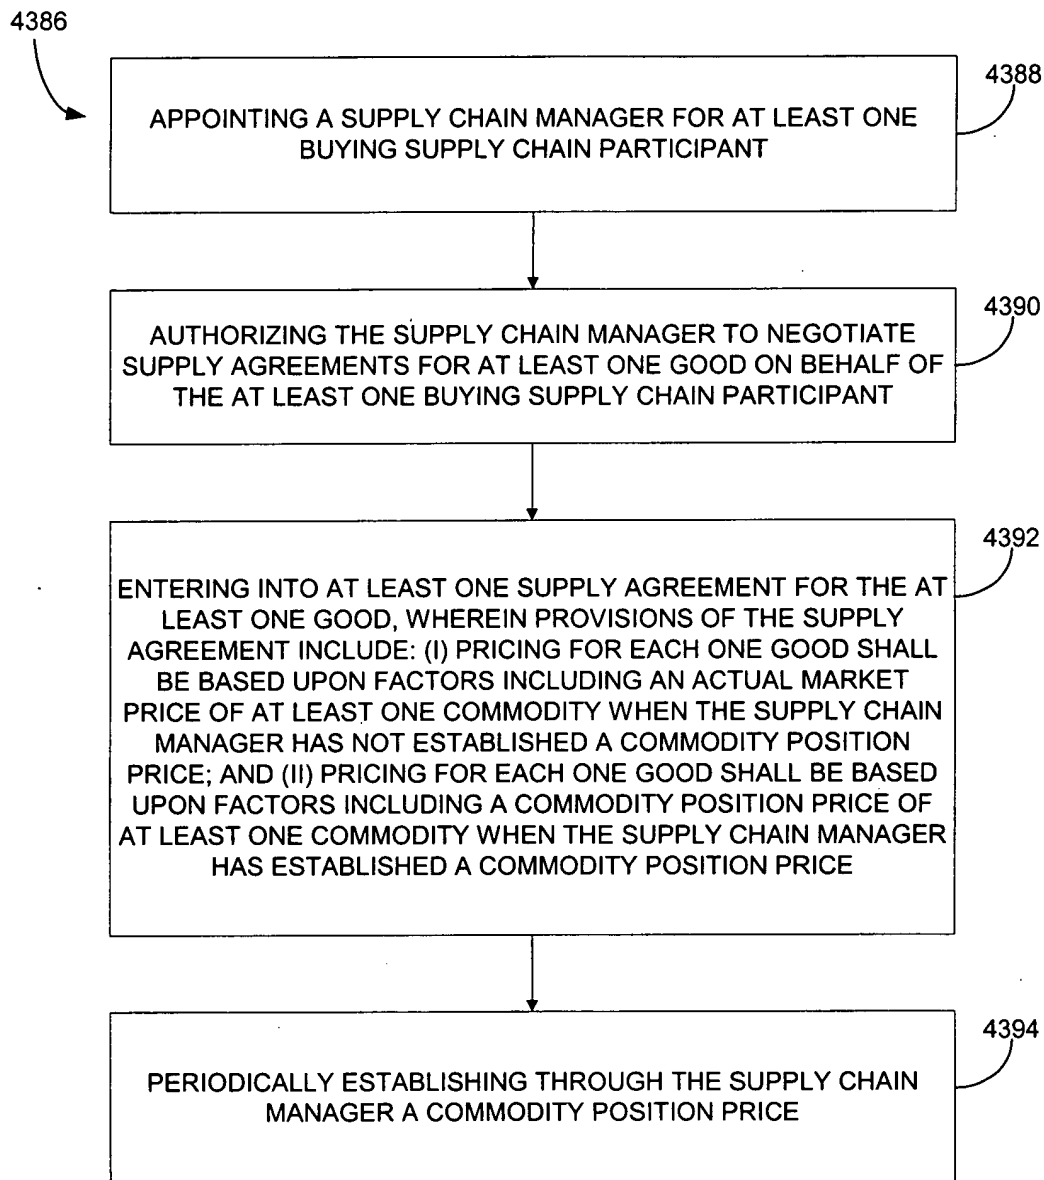 4386
4388
APPOINTING A SUPPLY CHAIN MANAGER FOR AT LEAST ONE
BUYING SUPPLY CHAIN PARTICIPANT
4390
AUTHORIZING THE SUPPLY CHAIN MANAGER TO NEGOTIATE
SUPPLY AGREEMENTS FOR AT LEAST ONE GOOD ON BEHALF OF
THE AT LEAST ONE BUYING SUPPLY CHAIN PARTICIPANT
4392
ENTERING INTO AT LEAST ONE SUPPLY AGREEMENT FOR THE AT
LEAST ONE GOOD, WHEREIN PROVISIONS OF THE SUPPLY
AGREEMENT INCLUDE: (I) PRICING FOR EACH ONE GOOD SHALL
BE BASED UPON FACTORS INCLUDING AN ACTUAL MARKET
PRICE OF AT LEAST ONE COMMODITY WHEN THE SUPPLY CHAIN
MANAGER HAS NOT ESTABLISHED A COMMODITY POSITION
PRICE; AND (II) PRICING FOR EACH ONE GOOD SHALL BE BASED
UPON FACTORS INCLUDING A COMMODITY POSITION PRICE OF
AT LEAST ONE COMMODITY WHEN THE SUPPLY CHAIN MANAGER
HAS ESTABLISHED A COMMODITY POSITION PRICE
4394
PERIODICALLY ESTABLISHING THROUGH THE SUPPLY CHAIN
MANAGER A COMMODITY POSITION PRICE